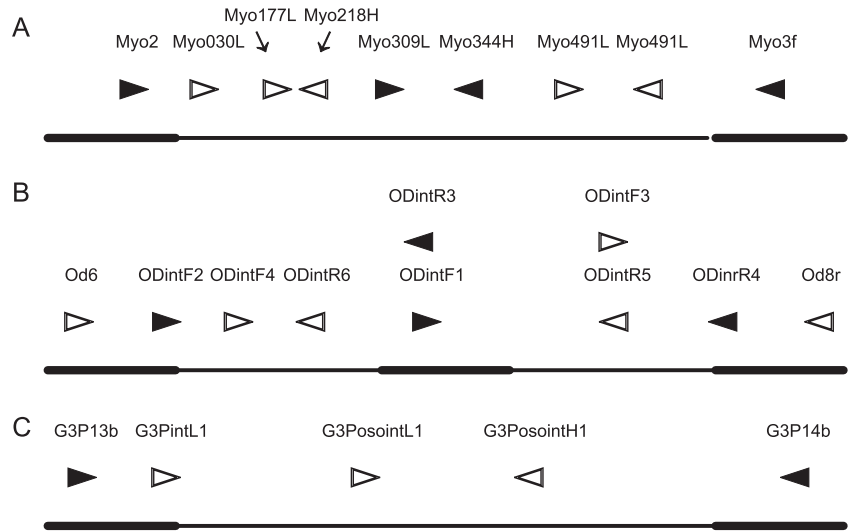 A
Myo177L Myo218H
Myo2 Myo030L Myo309L Myo344H Myo491L Myo491L Myo3f
B
ODintR3 ODintF3
Od6 ODintF2 ODintF4 ODintR6 ODintF1 ODintR5 ODinrR4 Od8r
C
G3P13b G3PintL1 G3PosointL1 G3PosointH1 G3P14b